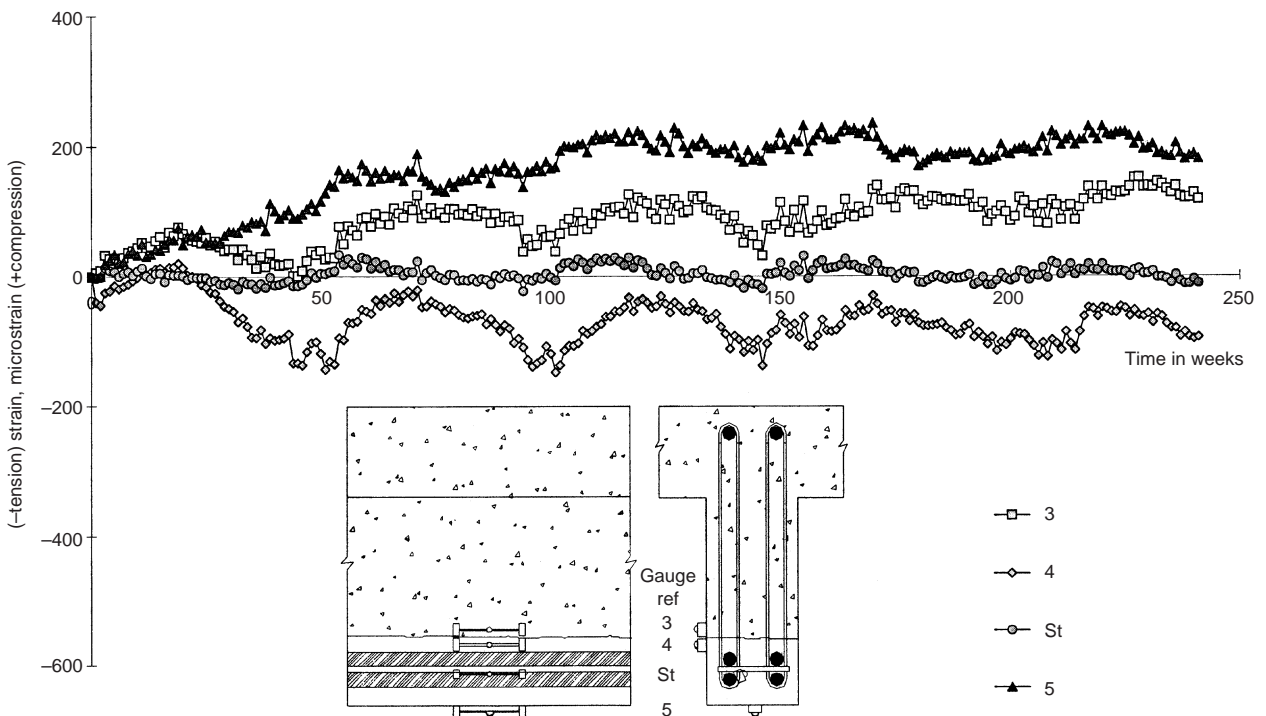 400
200
0
–200
–400
–600
(–tension) strain, microstrain (+compression)
50
100
150
200
250
Time in weeks
Gauge
ref
3
4
St
5
3
4
St
5